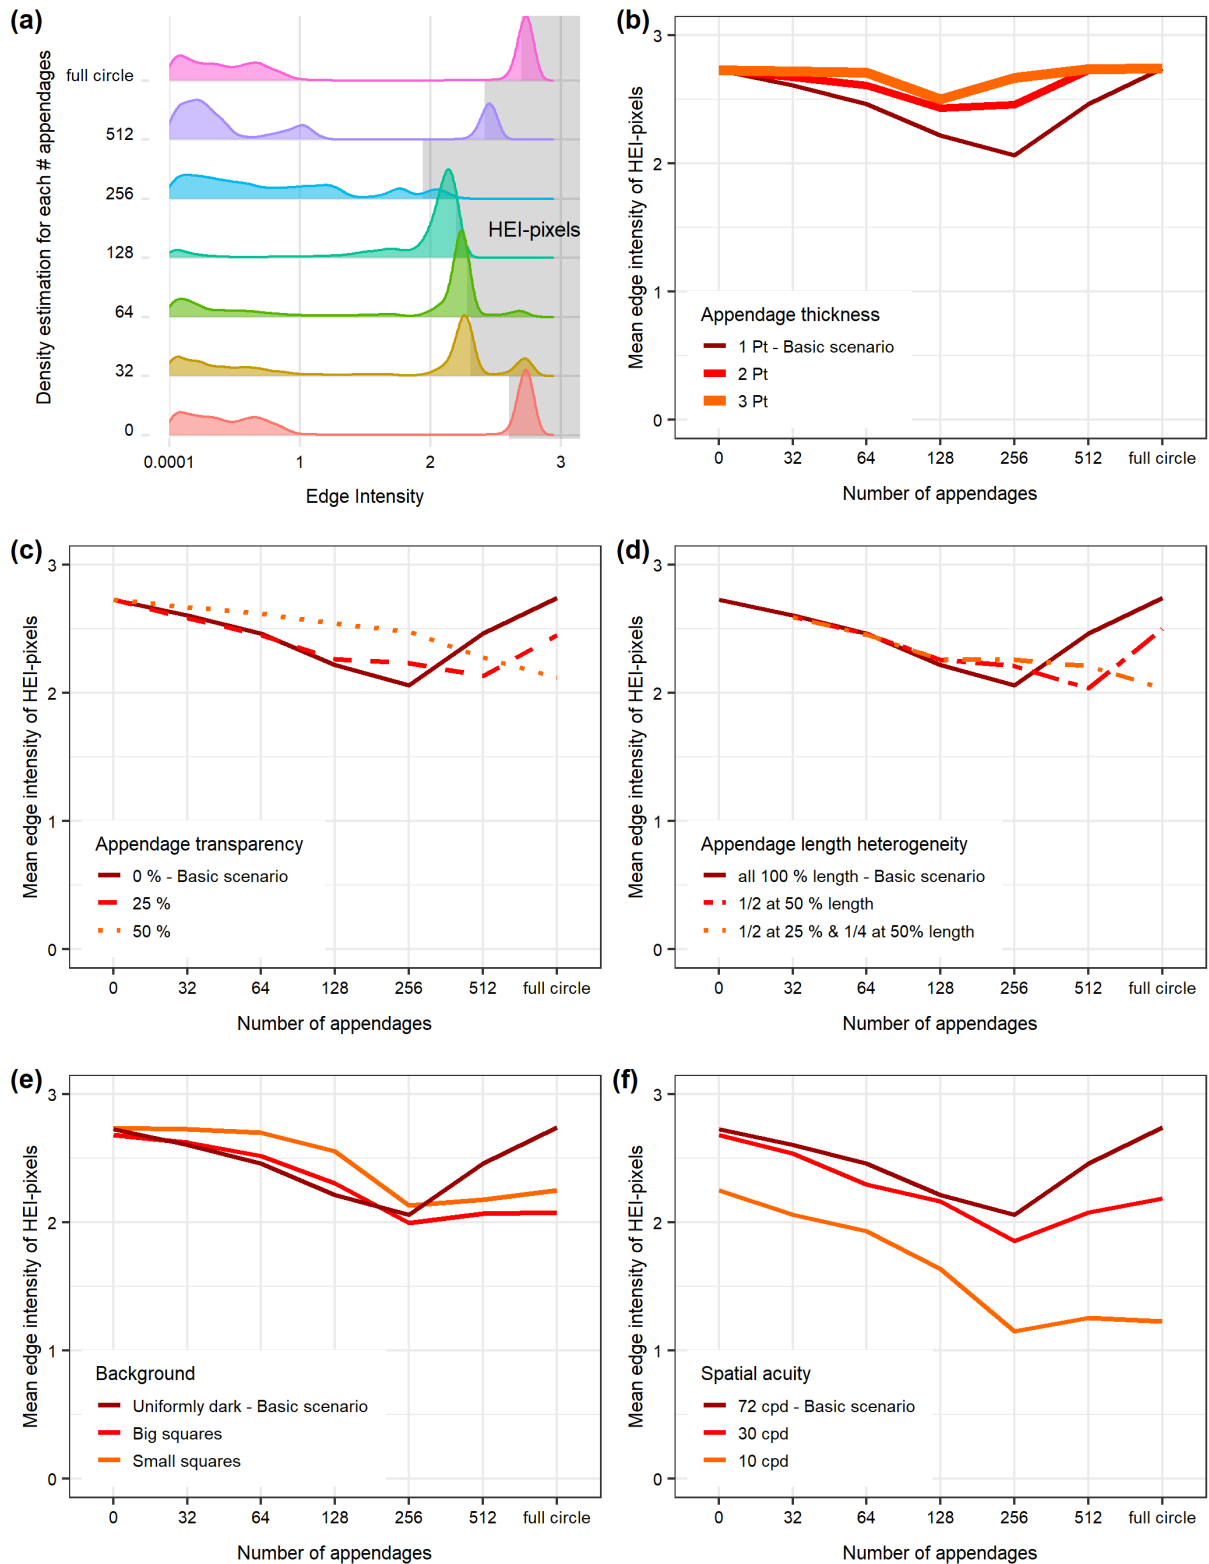 (a)
Density estimation for each # appendages
full circle
512
256
128
64
32
0
HEI-pixels
0.0001 1 2 3
Edge Intensity
(b)
Mean edge intensity of HEI-pixels
3
2
1
0
Appendage thickness
1 Pt - Basic scenario
2 Pt
3 Pt
0 32 64 128 256 512 full circle
Number of appendages
(c)
Mean edge intensity of HEI-pixels
3
2
1
0
Appendage transparency
0 % - Basic scenario
25 %
50 %
0 32 64 128 256 512 full circle
Number of appendages
(d)
Mean edge intensity of HEI-pixels
3
2
1
0
Appendage length heterogeneity
all 100 % length - Basic scenario
1/2 at 50 % length
1/2 at 25 % & 1/4 at 50% length
0 32 64 128 256 512 full circle
Number of appendages
(e)
Mean edge intensity of HEI-pixels
3
2
1
0
Background
Uniformly dark - Basic scenario
Big squares
Small squares
0 32 64 128 256 512 full circle
Number of appendages
(f)
Mean edge intensity of HEI-pixels
3
2
1
0
Spatial acuity
72 cpd - Basic scenario
30 cpd
10 cpd
0 32 64 128 256 512 full circle
Number of appendages